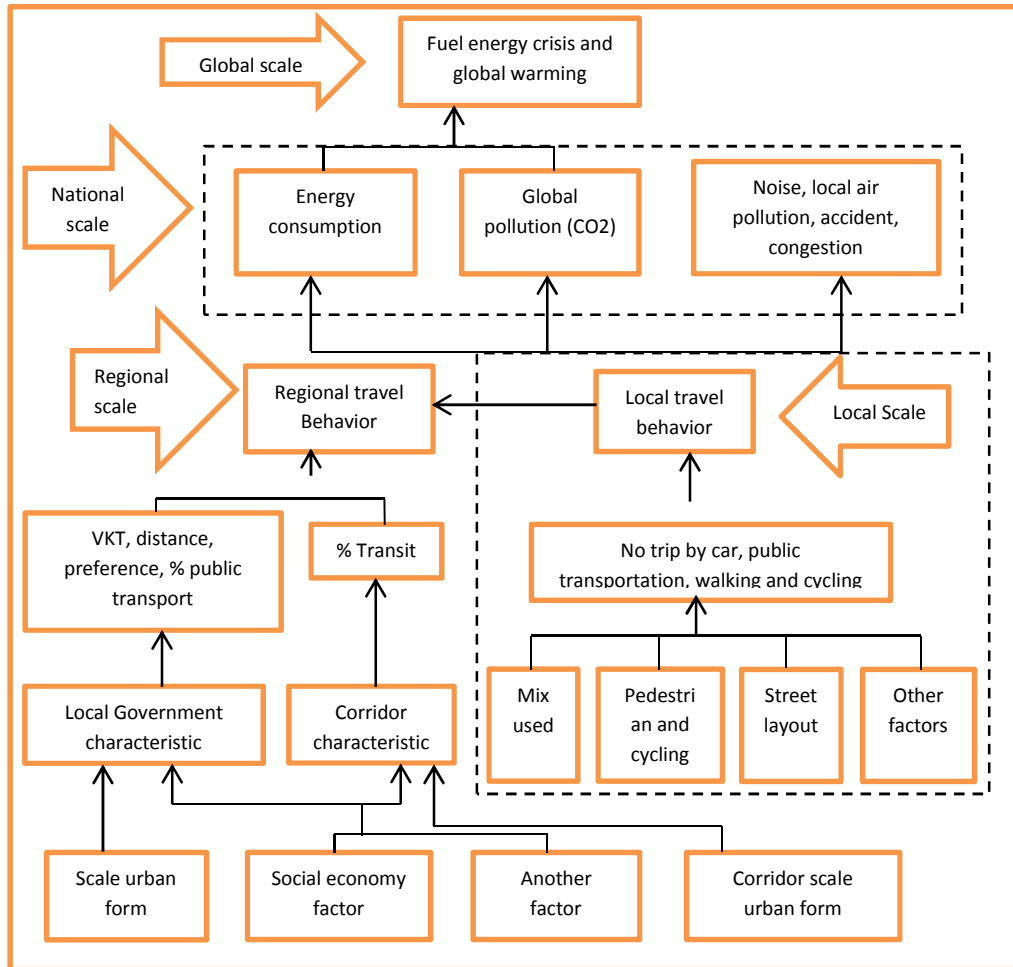 Fuel energy crisis and
global warming
Global scale
National
scale
Energy
consumption
Global
pollution (CO2)
Noise, local air
pollution, accident,
congestion
Regional
scale
Regional travel
Behavior
Local travel
behavior
Local Scale
VKT, distance,
preference, % public
transport
% Transit
No trip by car, public
transportation, walking and cycling
Local Government
characteristic
Corridor
characteristic
Mix
used
Pedestri
an and
cycling
Street
layout
Other
factors
Scale urban
form
Social economy
factor
Another
factor
Corridor scale
urban form